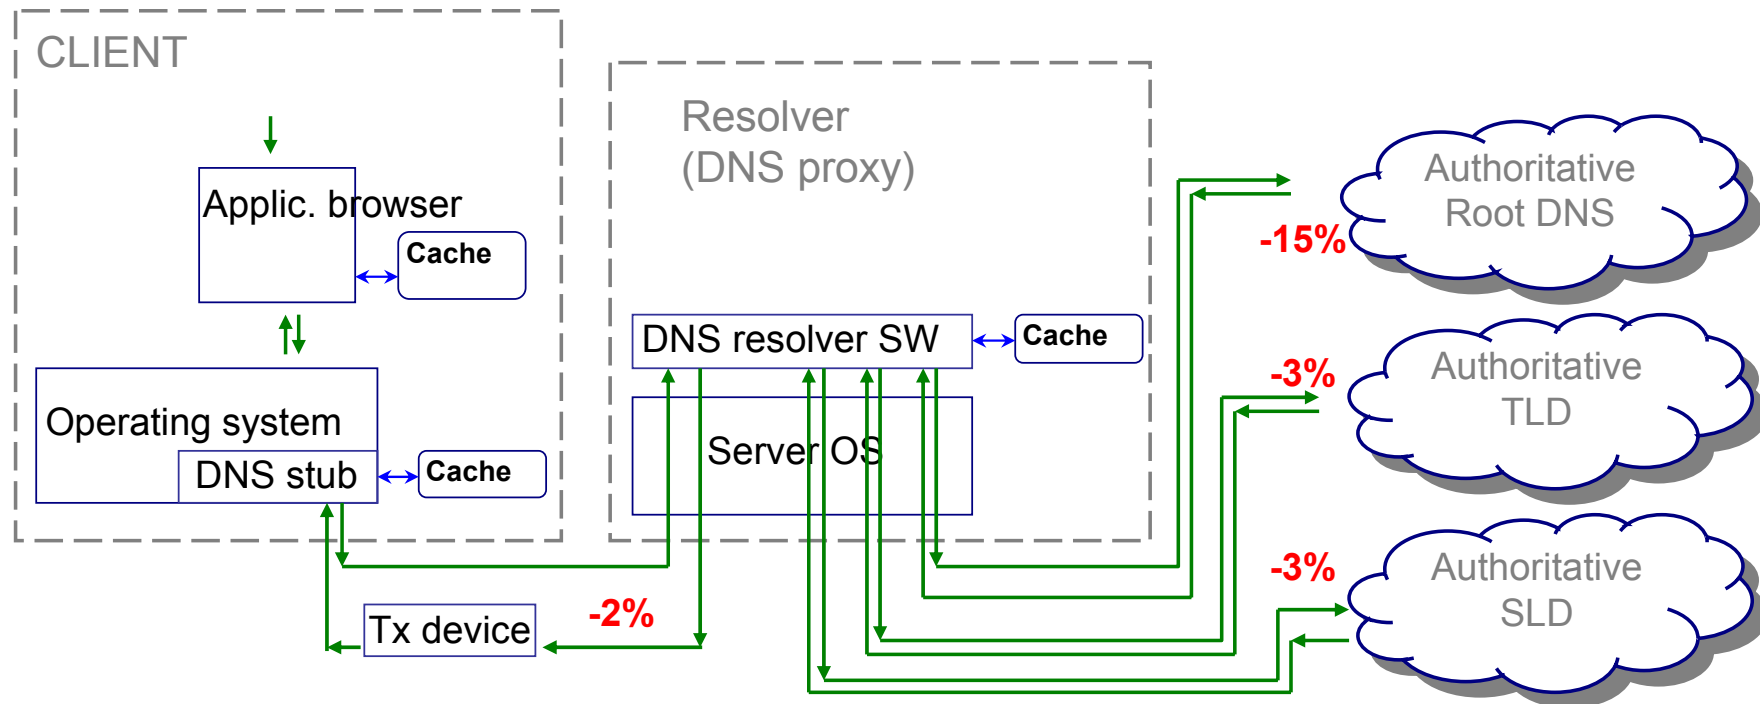 CLIENT
Applic. browser
Cache
Operating system
DNS stub
Cache
Tx device
-2%
Resolver
(DNS proxy)
DNS resolver SW
Cache
Server OS
-15%
Authoritative
Root DNS
-3%
Authoritative
TLD
-3%
Authoritative
SLD